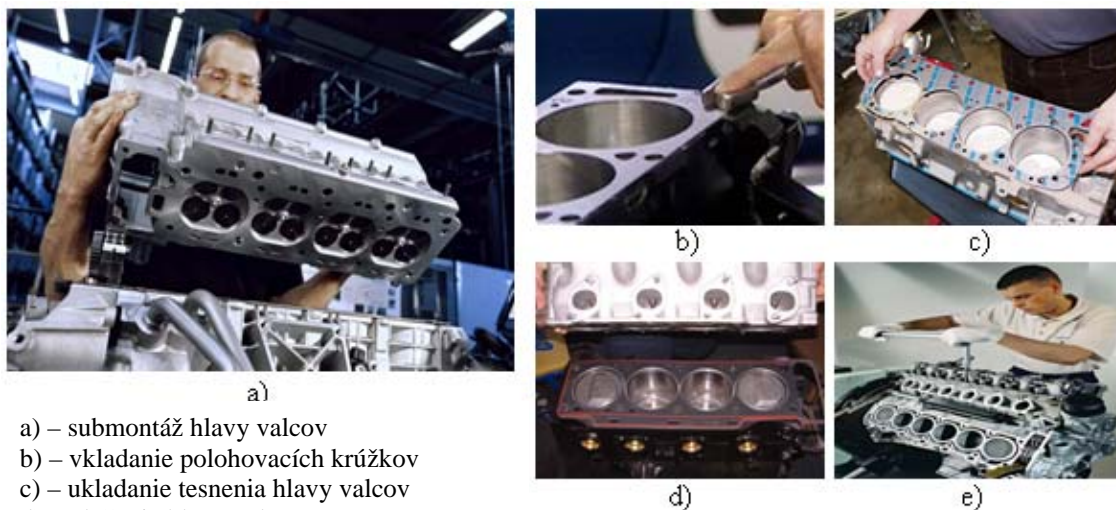 a)
b)
c)
d)
e)
a) – submontáž hlavy valcov
b) – vkladanie polohovacích krúžkov
c) – ukladanie tesnenia hlavy valcov